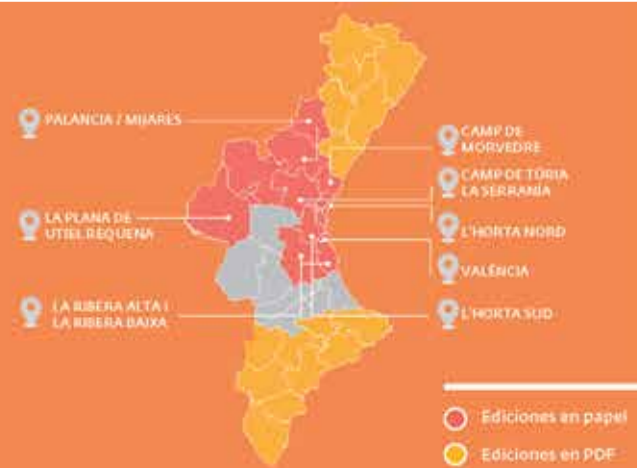 PALANCIA / MIJARES
LA PLANA DE
UTIEL REQUENA
LA RIBERA ALTA I
LA RIBERA BAIXA
CAMP DE
MORVEDRE
CAMP DE TÚRIA
LA SERRANÍA
L'HORTA NORD
VALÈNCIA
L'HORTA SUD
Ediciones en papel
Ediciones en PDF